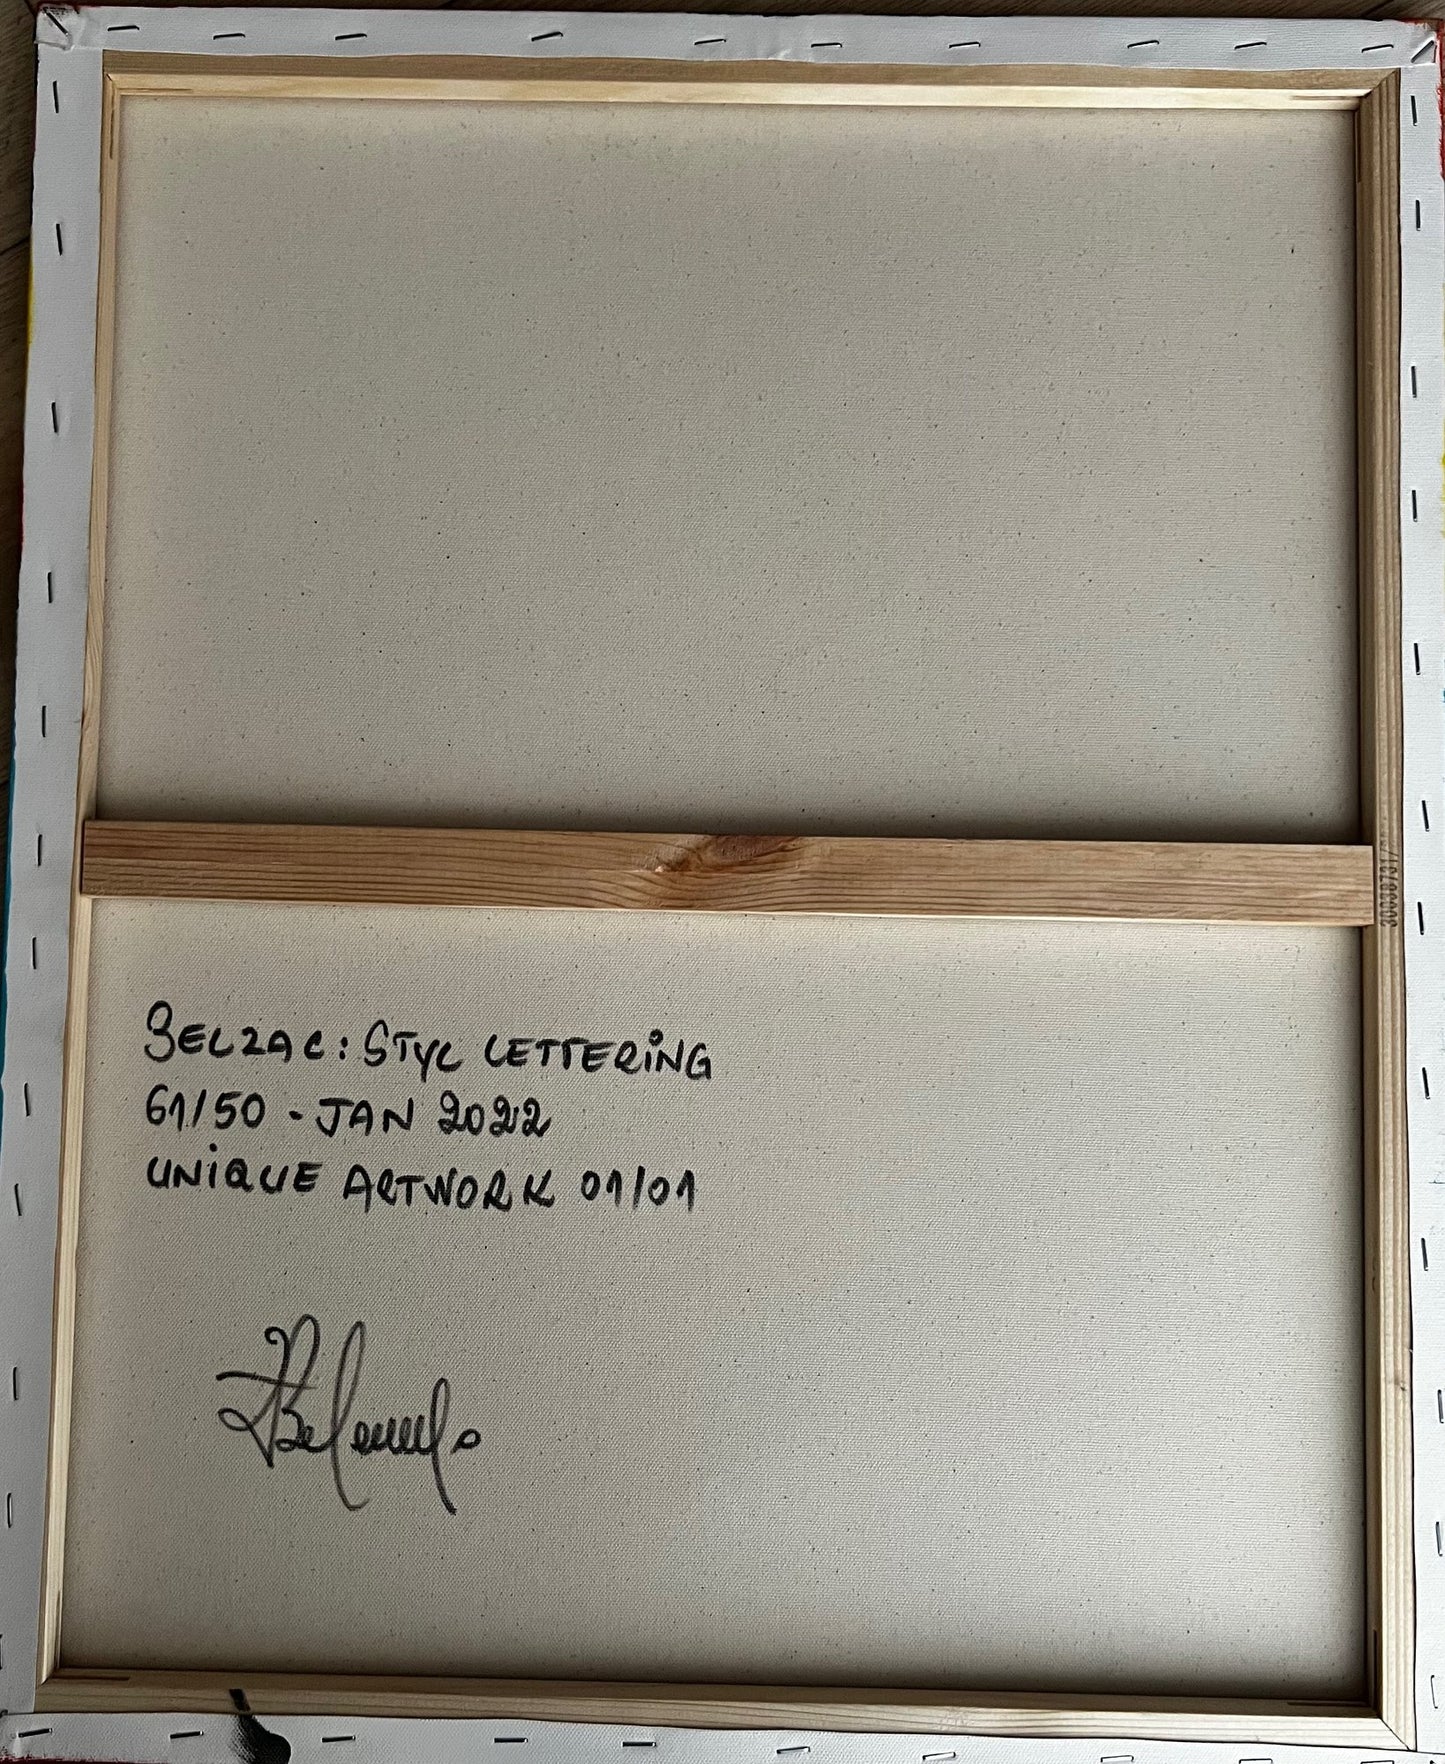 BELZAC: STYL LETTERING
61/50 - JAN 2022
UNIQUE ARTWORK 01/01